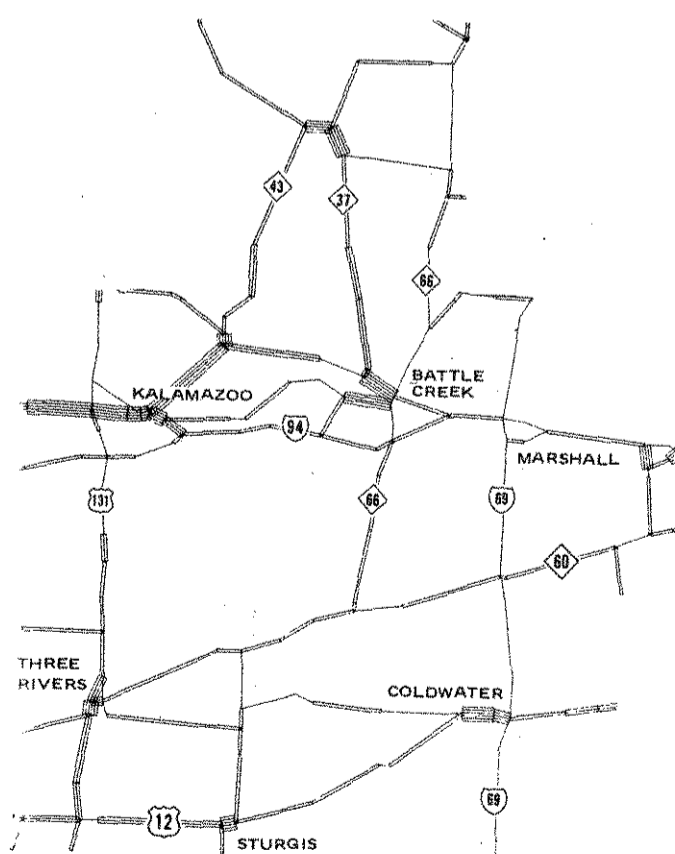 43
37
66
BATTLE
CREEK
KALAMAZOO
94
MARSHALL
131
66
69
60
THREE
RIVERS
COLDWATER
69
12
STURGIS